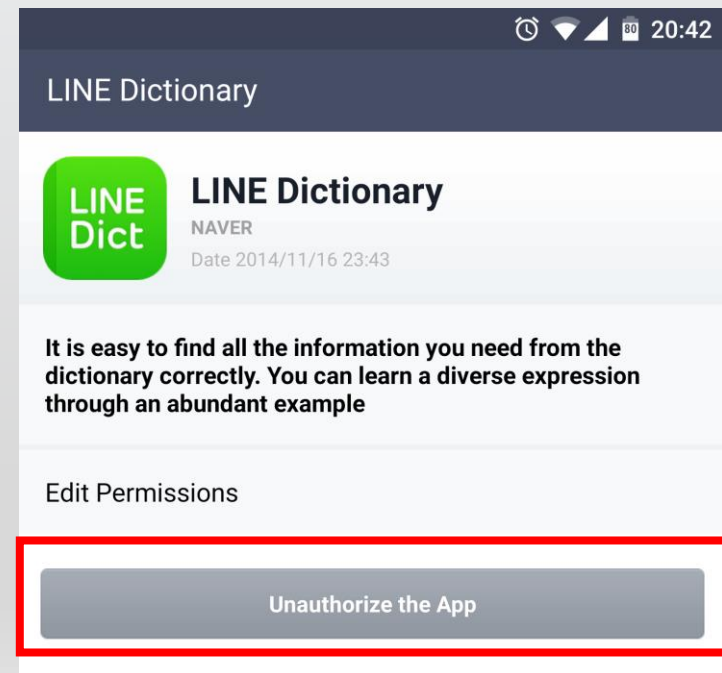 80 20:42
LINE Dictionary
LINE
Dict
LINE Dictionary
NAVER
Date 2014/11/16 23:43
It is easy to find all the information you need from the
dictionary correctly. You can learn a diverse expression
through an abundant example
Edit Permissions
Unauthorize the App